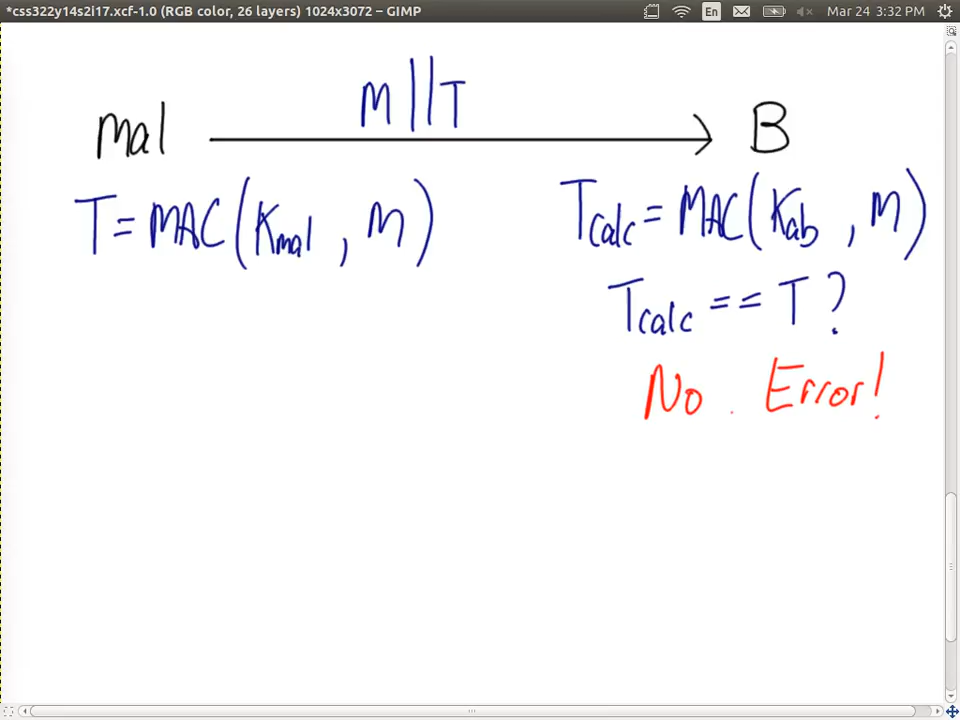 *css322y14s2i17.xcf-1.0 (RGB color, 26 layers) 1024x3072 – GIMP
En
Mar 24 3:32 PM
M||T
mal
B
T = MAC(Kmal, M)
Tcalc = MAC(Kab, M)
Tcalc == T ?
No. Error!